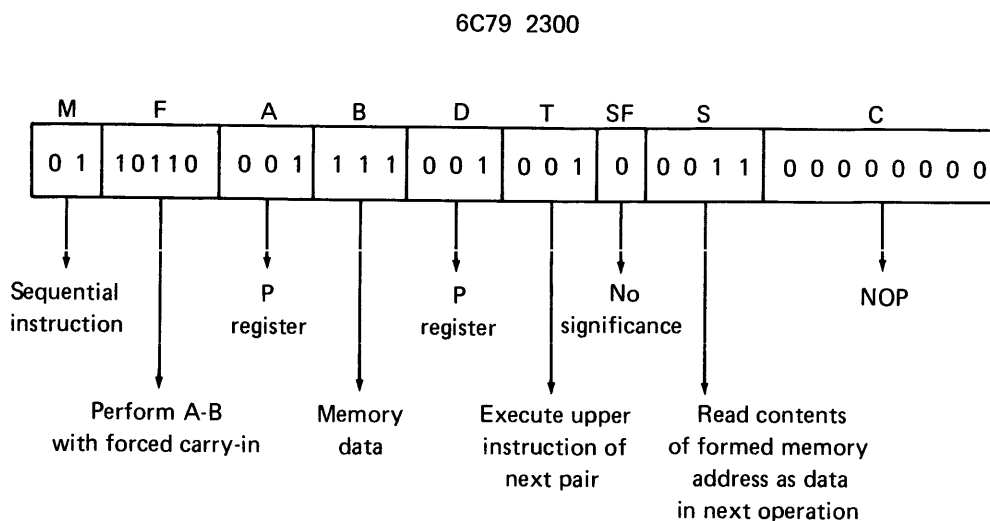 6C79 2300
M F A B D T SF S C
0 1 10110 0 0 1 1 1 1 0 0 1 0 0 1 0 0 0 1 1 0 0 0 0 0 0 0 0
Sequential instruction
P register
P register
No significance
NOP
Perform A-B with forced carry-in
Memory data
Execute upper instruction of next pair
Read contents of formed memory address as data in next operation